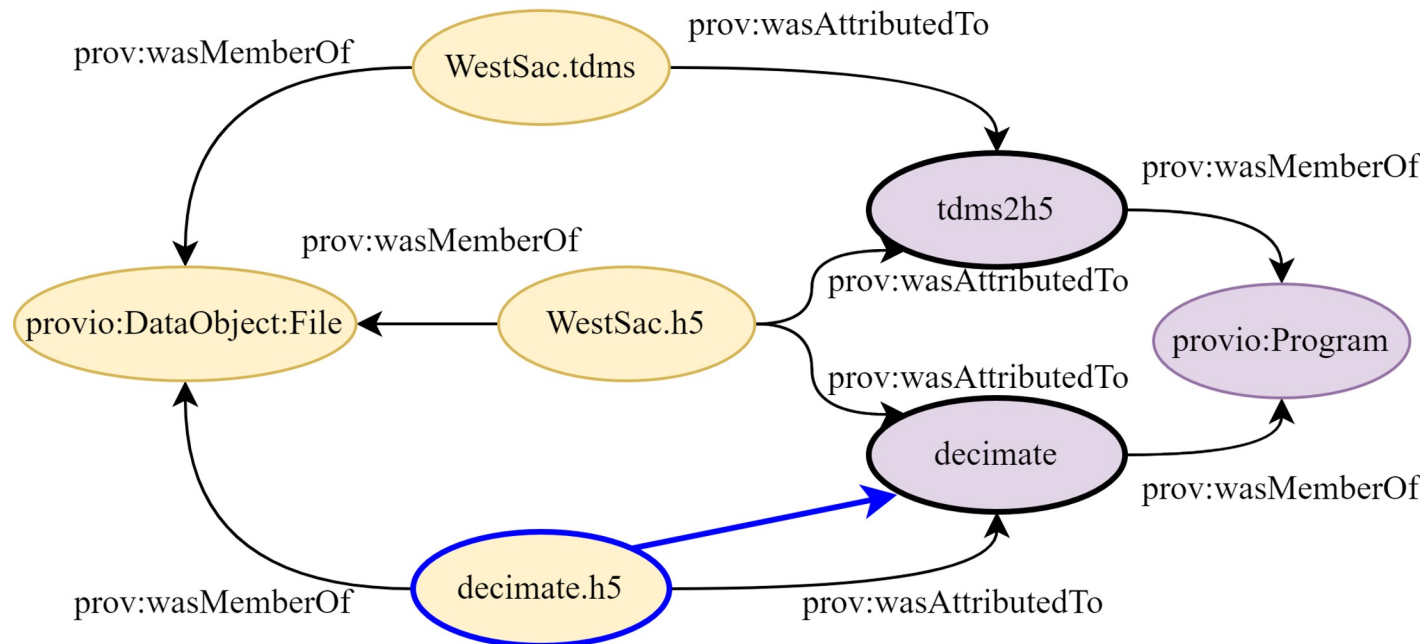 prov:wasAttributedTo
prov:wasMemberOf
WestSac.tdms
prov:wasMemberOf
tdms2h5
prov:wasMemberOf
prov:wasAttributedTo
provio:DataObject:File
WestSac.h5
provio:Program
prov:wasAttributedTo
decimate
prov:wasMemberOf
decimate.h5
prov:wasMemberOf
prov:wasAttributedTo